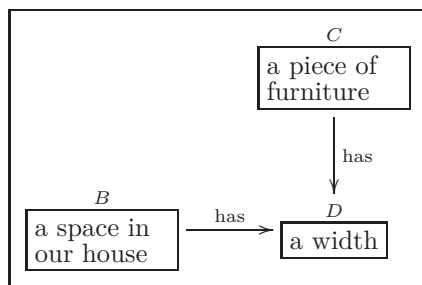 C
a piece of
furniture
has
B
a space in
our house
has
D
a width